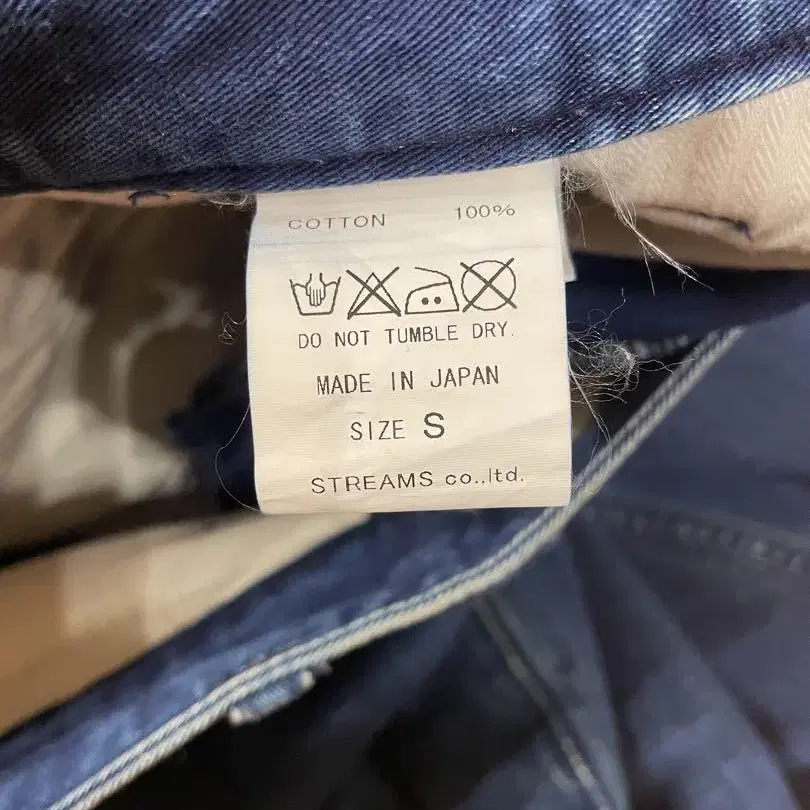 COTTON 100%
DO NOT TUMBLE DRY.
MADE IN JAPAN
SIZE S
STREAMS co.,ltd.